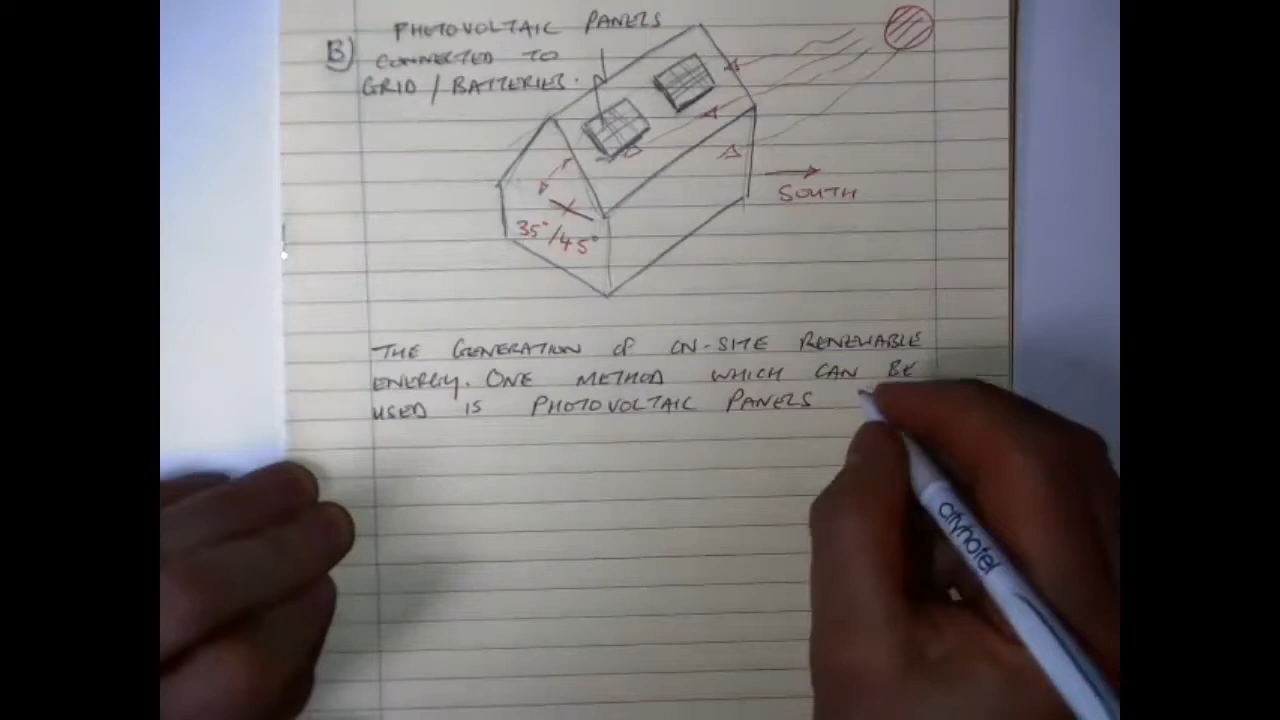 B) PHOTOVOLTAIC PANELS
CONNECTED TO
GRID / BATTERIES.
SOUTH
35°/45°
THE GENERATION OF ON-SITE RENEWABLE
ENERGY. ONE METHOD WHICH CAN BE
USED IS PHOTOVOLTAIC PANELS
cityhotel